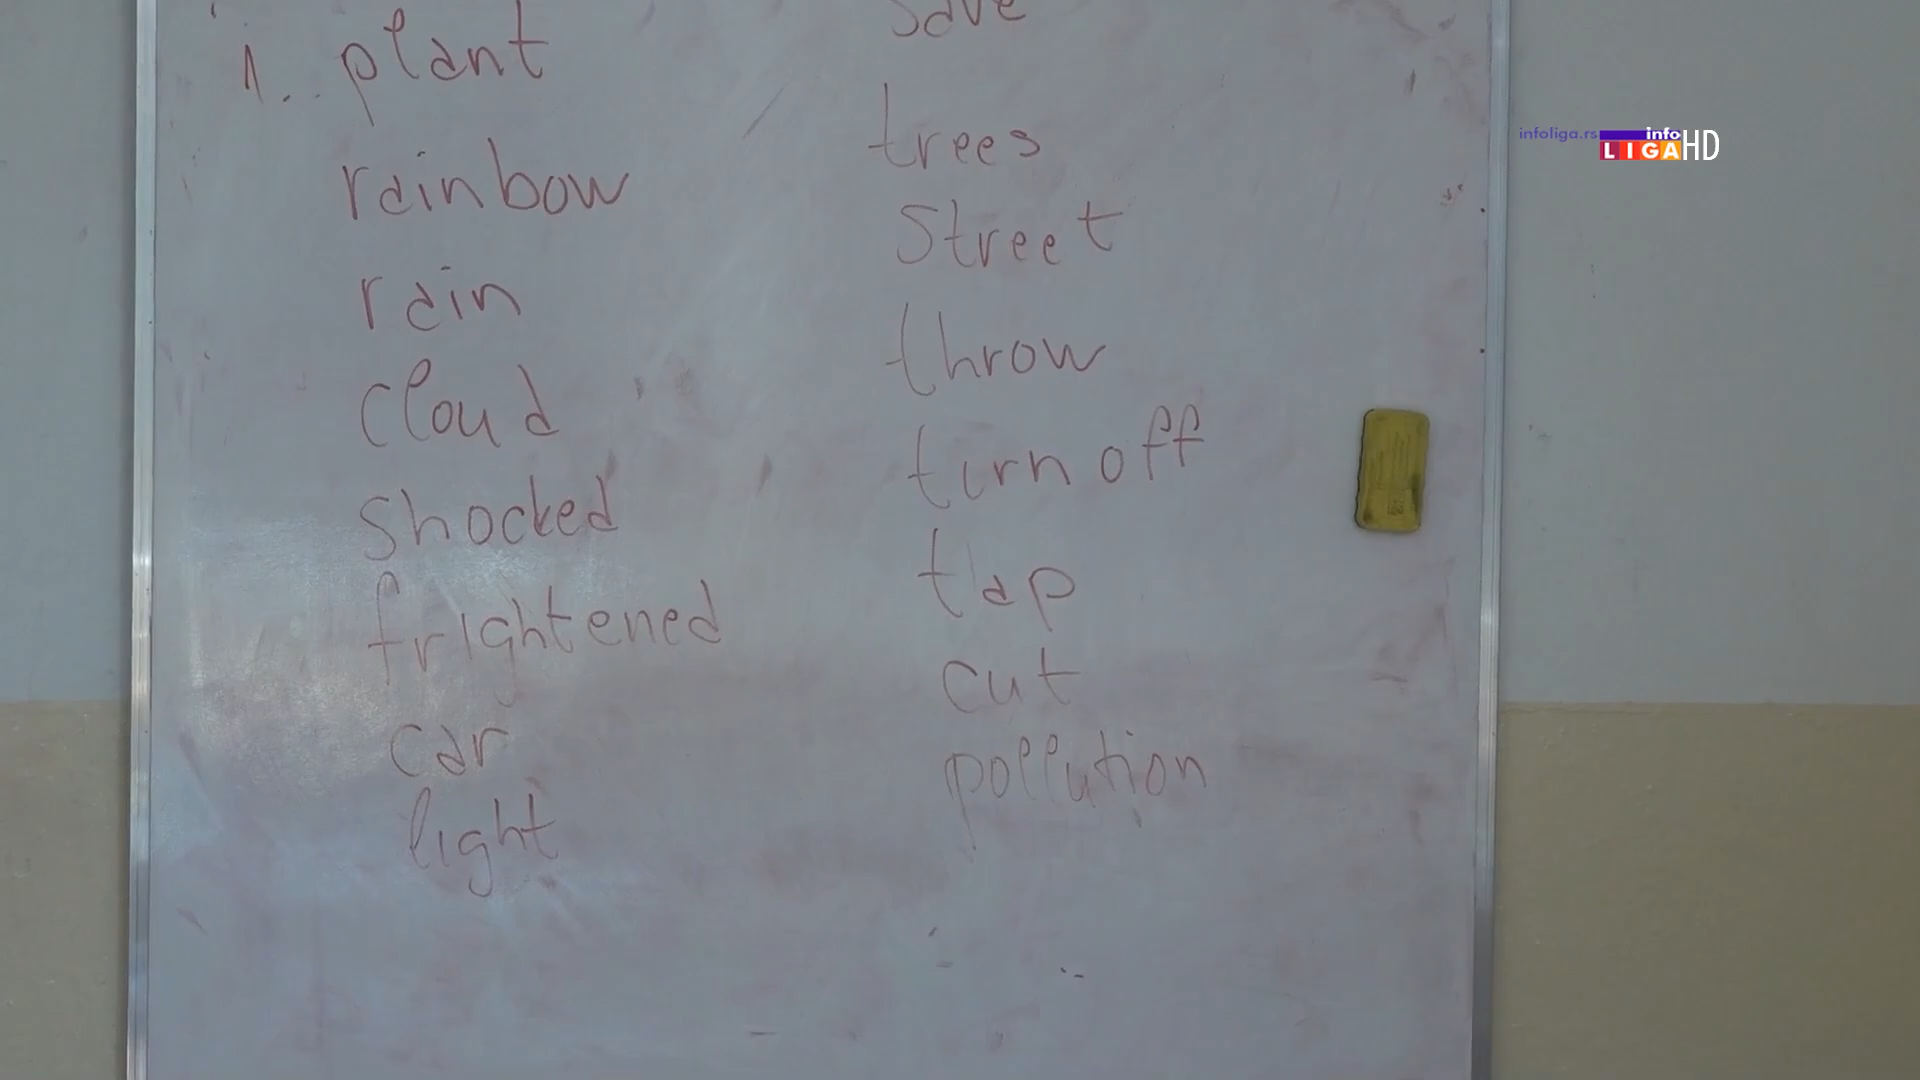 1. plant
rainbow
rain
cloud
shocked
frightened
car
light
save
trees
Street
throw
turn off
tap
cut
pollution
infoliga.rs
info
LIGA HD